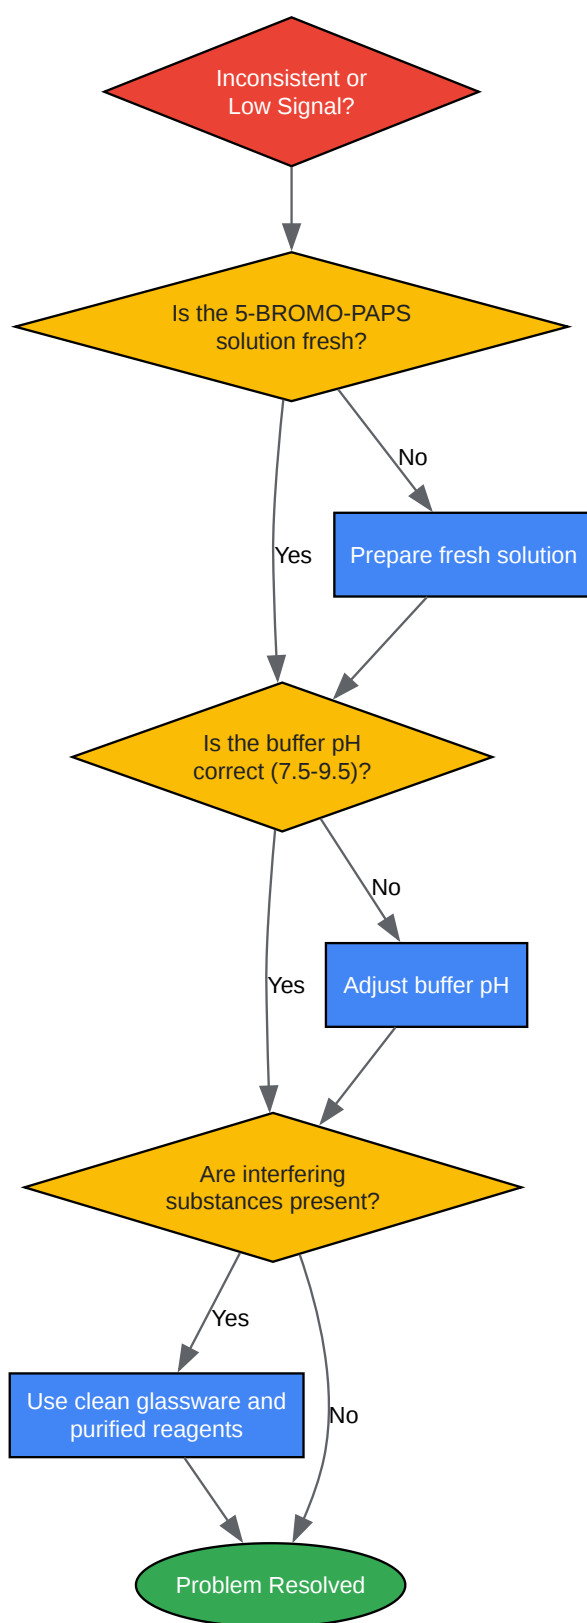 Inconsistent or
Low Signal?
Is the 5-BROMO-PAPS
solution fresh?
No
Yes
Prepare fresh solution
Is the buffer pH
correct (7.5-9.5)?
No
Yes
Adjust buffer pH
Are interfering
substances present?
Yes
Use clean glassware and
purified reagents
No
Problem Resolved